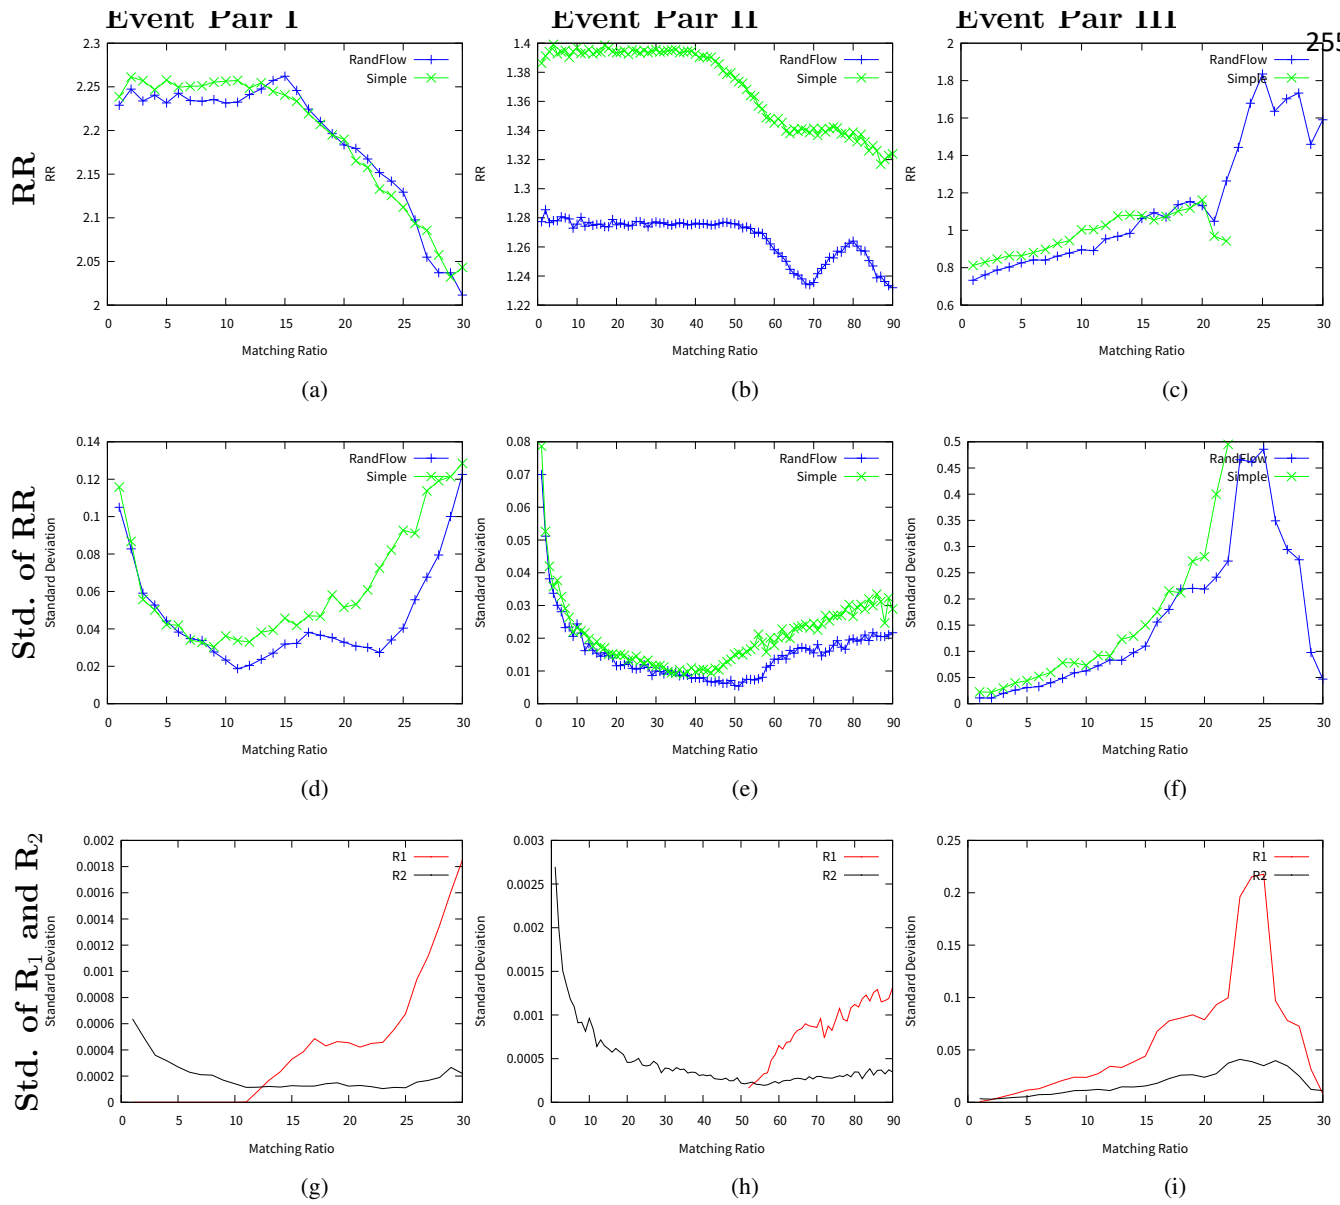 Event Pair I Event Pair II Event Pair III
255
RR
RR
2.3
2.25
2.2
2.15
2.1
2.05
2
0 5 10 15 20 25 30
RandFlow
Simple
Matching Ratio
(a)
RR
1.4
1.38
1.36
1.34
1.32
1.3
1.28
1.26
1.24
1.22
0 10 20 30 40 50 60 70 80 90
RandFlow
Simple
Matching Ratio
(b)
RR
2
1.8
1.6
1.4
1.2
1
0.8
0.6
0 5 10 15 20 25 30
RandFlow
Simple
Matching Ratio
(c)
Std. of RR
Standard Deviation
0.14
0.12
0.1
0.08
0.06
0.04
0.02
0
0 5 10 15 20 25 30
RandFlow
Simple
Matching Ratio
(d)
Standard Deviation
0.08
0.07
0.06
0.05
0.04
0.03
0.02
0.01
0
0 10 20 30 40 50 60 70 80 90
RandFlow
Simple
Matching Ratio
(e)
Standard Deviation
0.5
0.45
0.4
0.35
0.3
0.25
0.2
0.15
0.1
0.05
0
0 5 10 15 20 25 30
RandFlow
Simple
Matching Ratio
(f)
Std. of R₁ and R₂
Standard Deviation
0.002
0.0018
0.0016
0.0014
0.0012
0.001
0.0008
0.0006
0.0004
0.0002
0
0 5 10 15 20 25 30
R1
R2
Matching Ratio
(g)
Standard Deviation
0.003
0.0025
0.002
0.0015
0.001
0.0005
0
0 10 20 30 40 50 60 70 80 90
R1
R2
Matching Ratio
(h)
Standard Deviation
0.25
0.2
0.15
0.1
0.05
0
0 5 10 15 20 25 30
R1
R2
Matching Ratio
(i)